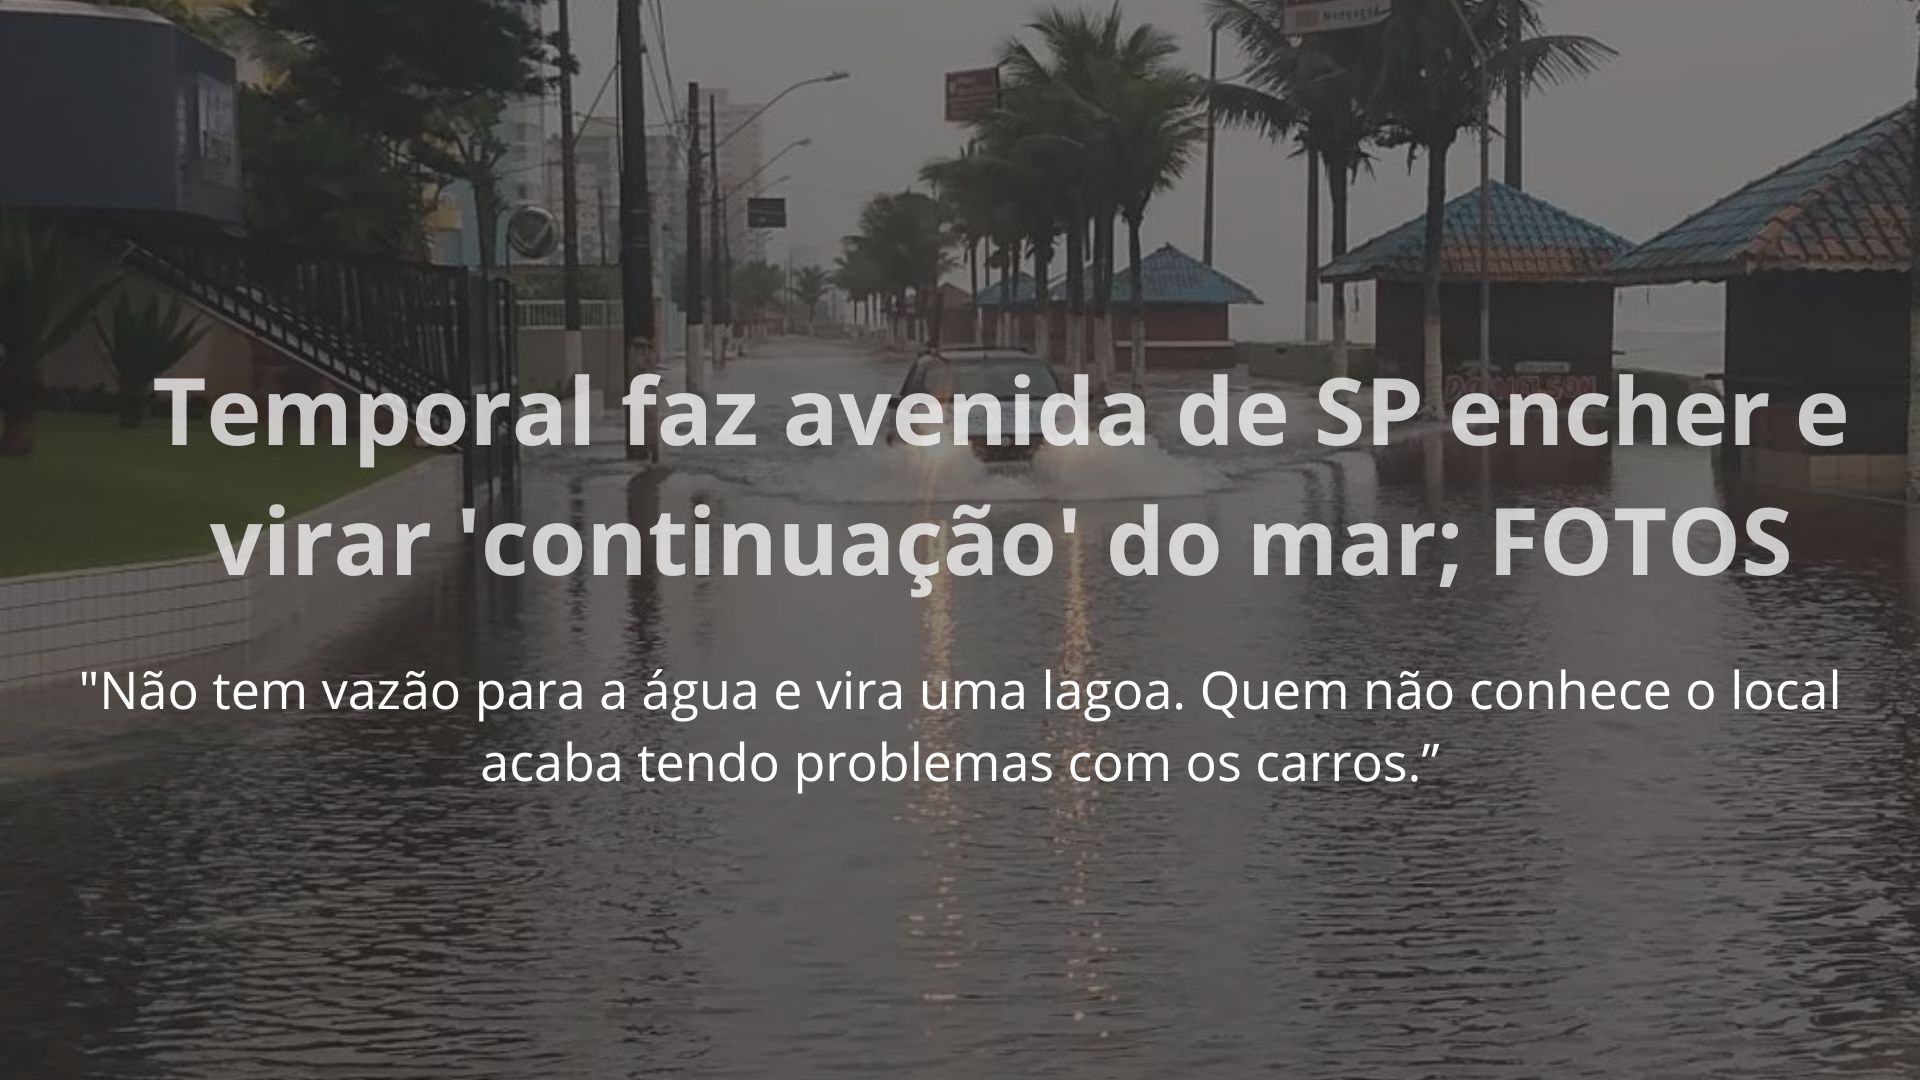 Temporal faz avenida de SP encher e
virar 'continuação' do mar; FOTOS
"Não tem vazão para a água e vira uma lagoa. Quem não conhece o local
acaba tendo problemas com os carros.”